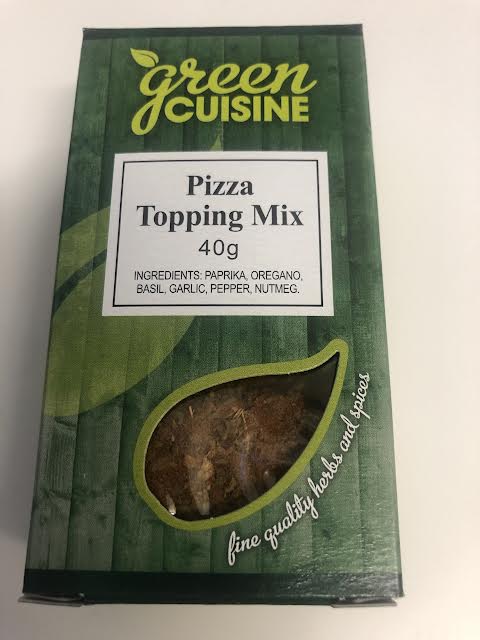 green
CUISINE
Pizza
Topping Mix
40g
INGREDIENTS: PAPRIKA, OREGANO,
BASIL, GARLIC, PEPPER, NUTMEG.
fine quality herbs and spices